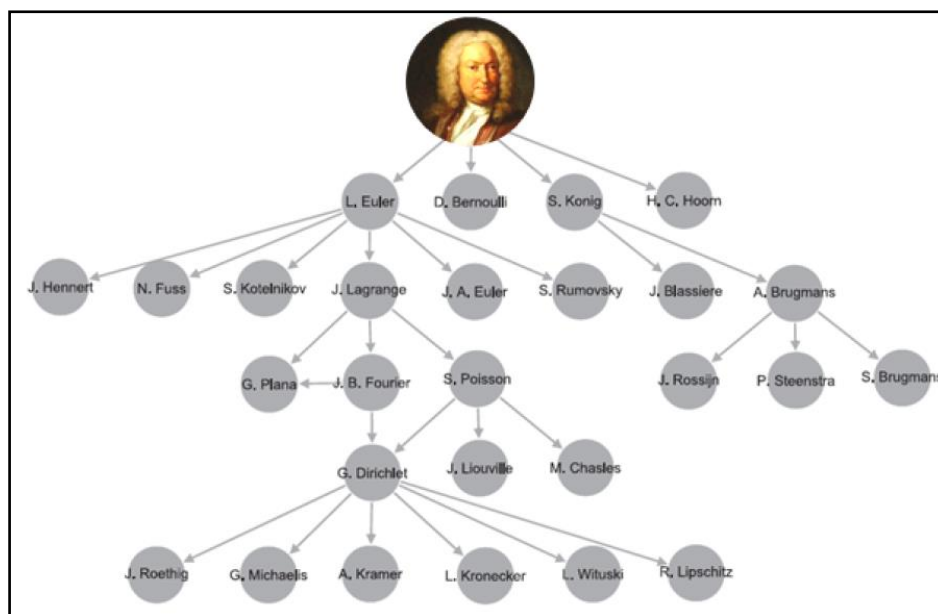 L. Euler
D. Bernoulli
S. Konig
H. C. Hoorn
J. Hennert
N. Fuss
S. Kotelnikov
J. Lagrange
J. A. Euler
S. Rumovsky
J. Blassiere
A. Brugmans
G. Plana
J. B. Fourier
S. Poisson
J. Rossijn
P. Steenstra
S. Brugmans
G. Dirichlet
J. Liouville
M. Chasles
J. Roethig
G. Michaelis
A. Kramer
L. Kronecker
L. Wituski
R. Lipschitz